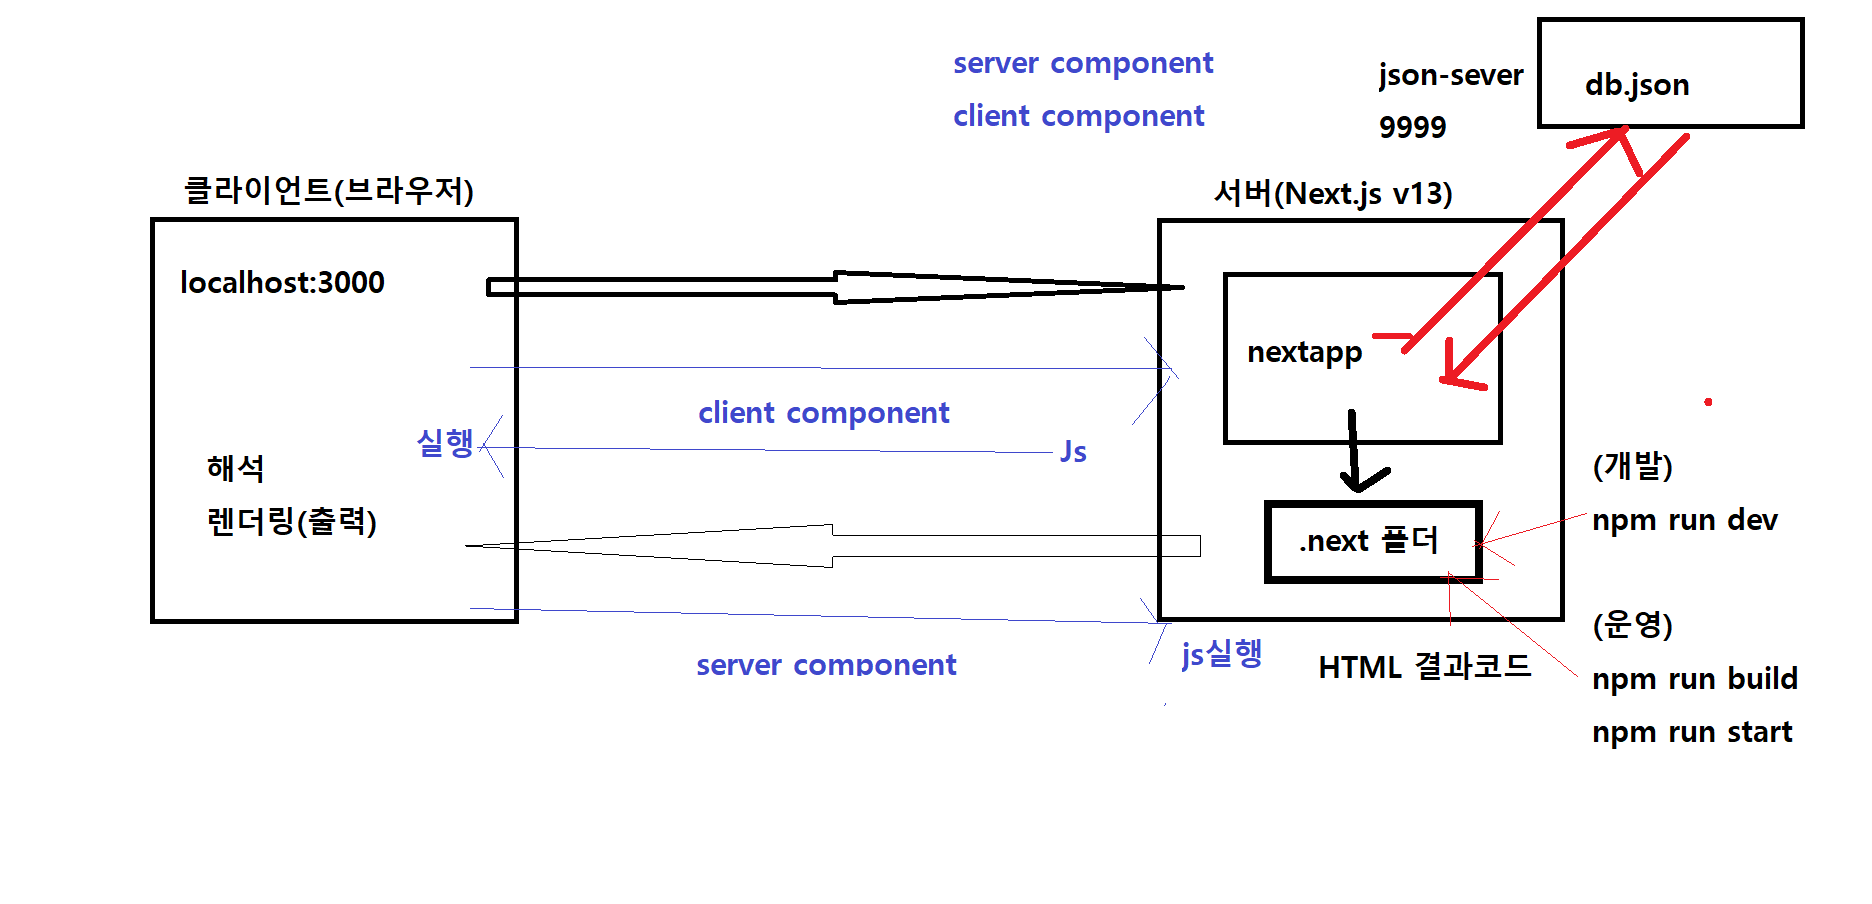 server component
client component
json-sever
9999
db.json
클라이언트(브라우저)
서버(Next.js v13)
localhost:3000
nextapp
client component
실행
Js
해석
렌더링(출력)
.next 폴더
(개발)
npm run dev
server component
js실행
HTML 결과코드
(운영)
npm run build
npm run start